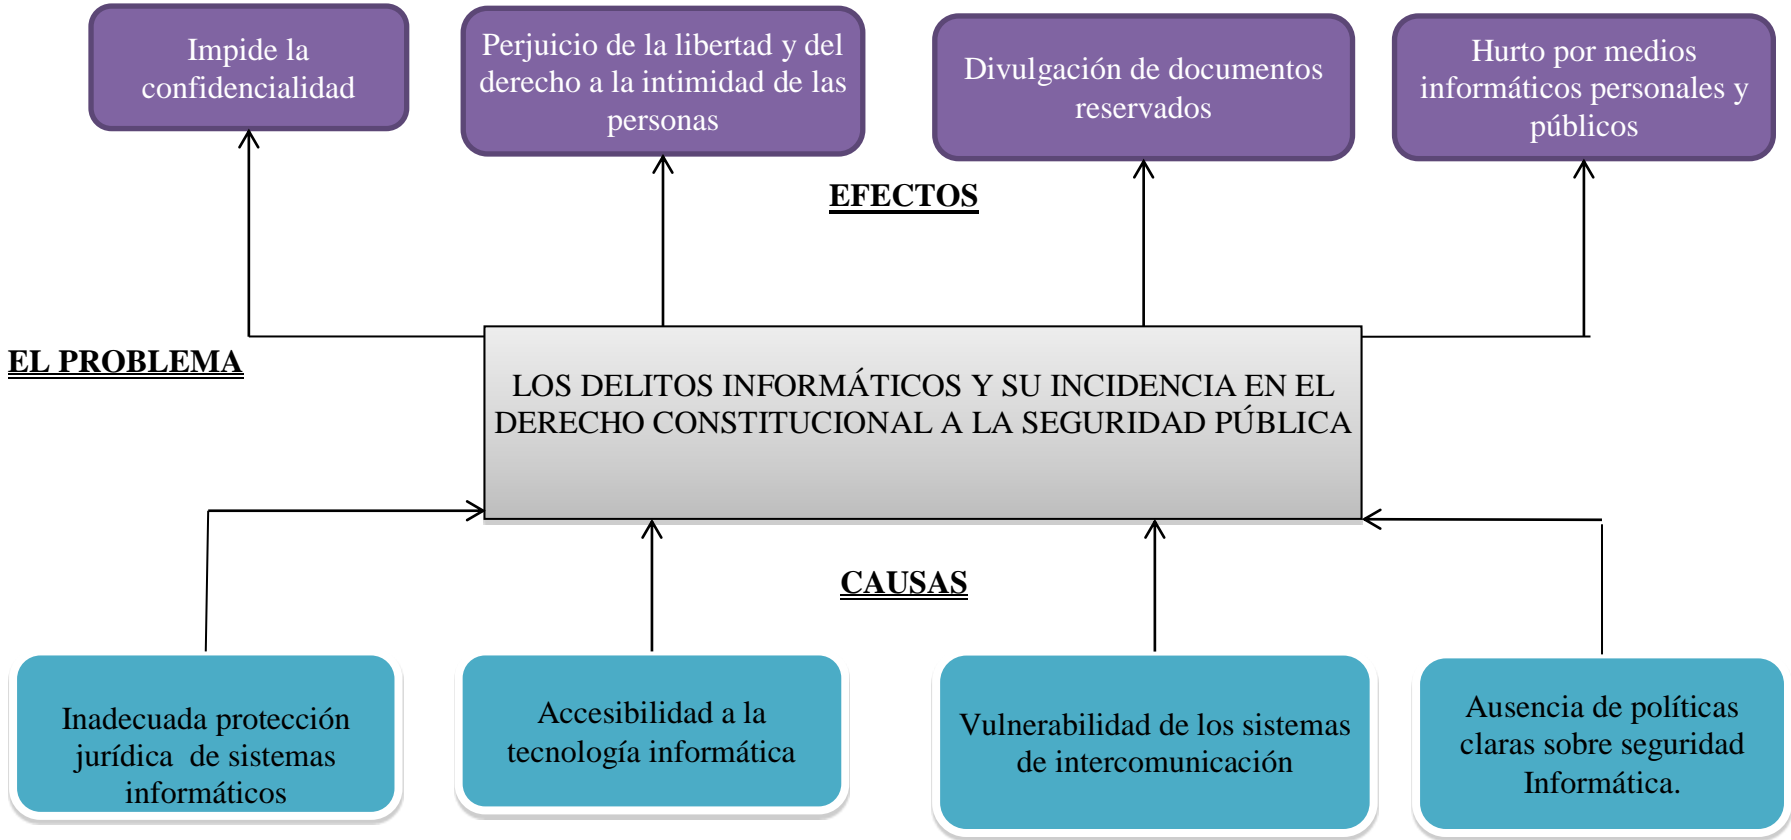 Impide la
confidencialidad
Perjuicio de la libertad y del
derecho a la intimidad de las
personas
Divulgación de documentos
reservados
Hurto por medios
informáticos personales y
públicos
EFECTOS
EL PROBLEMA
LOS DELITOS INFORMÁTICOS Y SU INCIDENCIA EN EL
DERECHO CONSTITUCIONAL A LA SEGURIDAD PÚBLICA
CAUSAS
Inadecuada protección
jurídica  de sistemas
informáticos
Accesibilidad a la
tecnología informática
Vulnerabilidad de los sistemas
de intercomunicación
Ausencia de políticas
claras sobre seguridad
Informática.